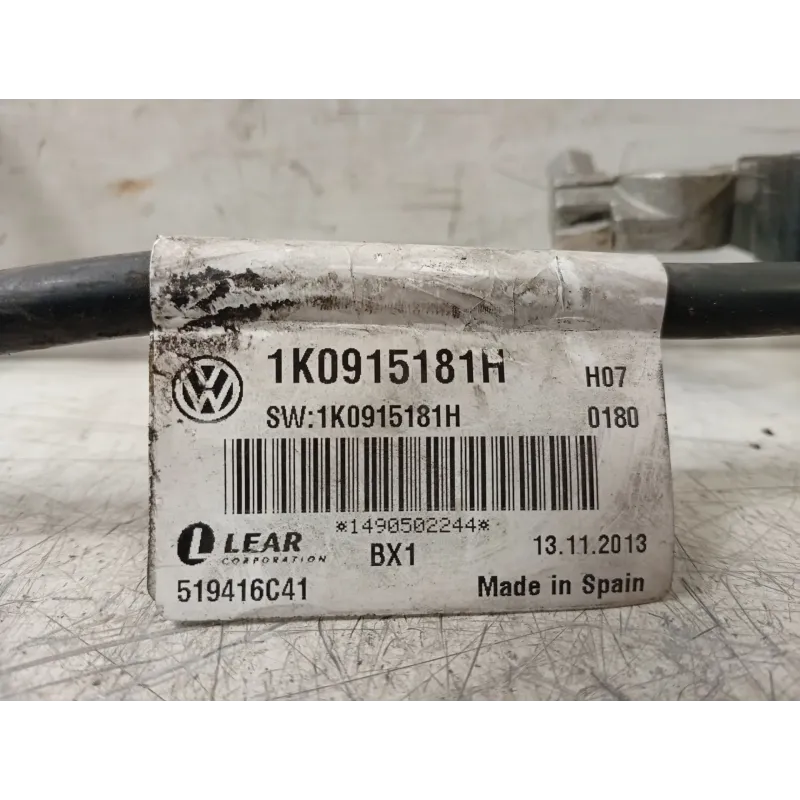 1K0915181H H07
SW:1K0915181H 0180
*1490502244*
LEAR BX1 13.11.2013
CORPORATION
519416C41 Made in Spain